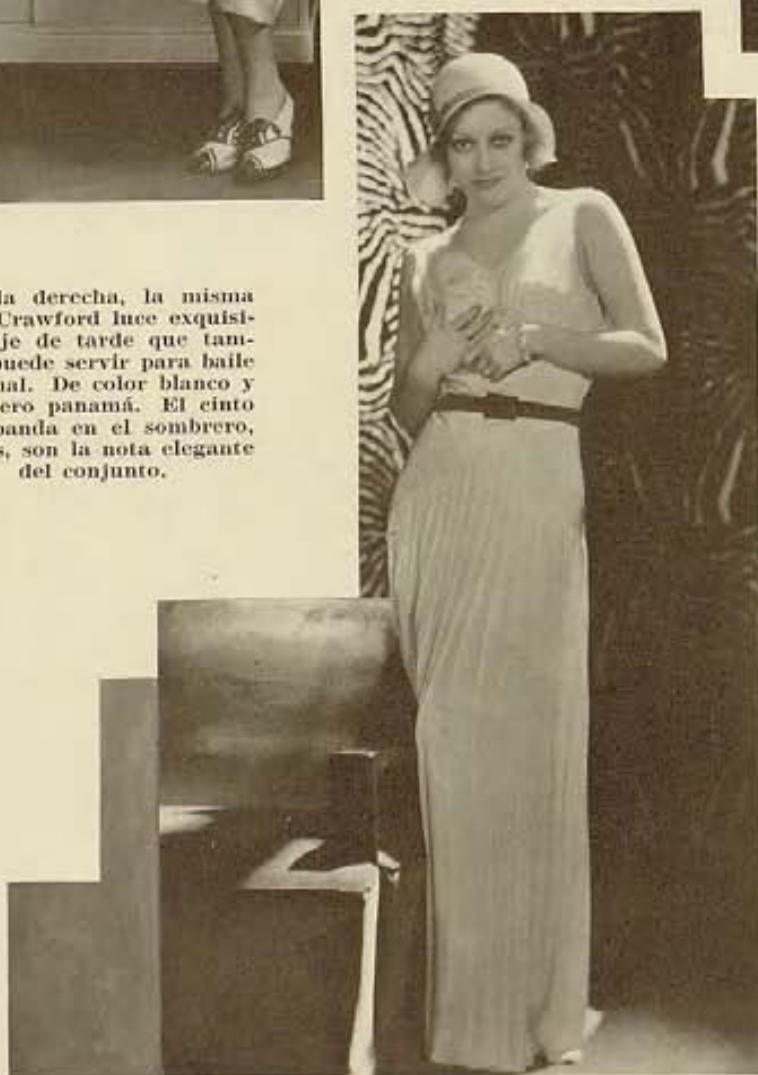 la derecha, la misma
Crawford luce exquisi-
je de tarde que tam-
puede servir para baile
nal. De color blanco y
ero panamá. El cinto
banda en el sombrero,
s, son la nota elegante
del conjunto.